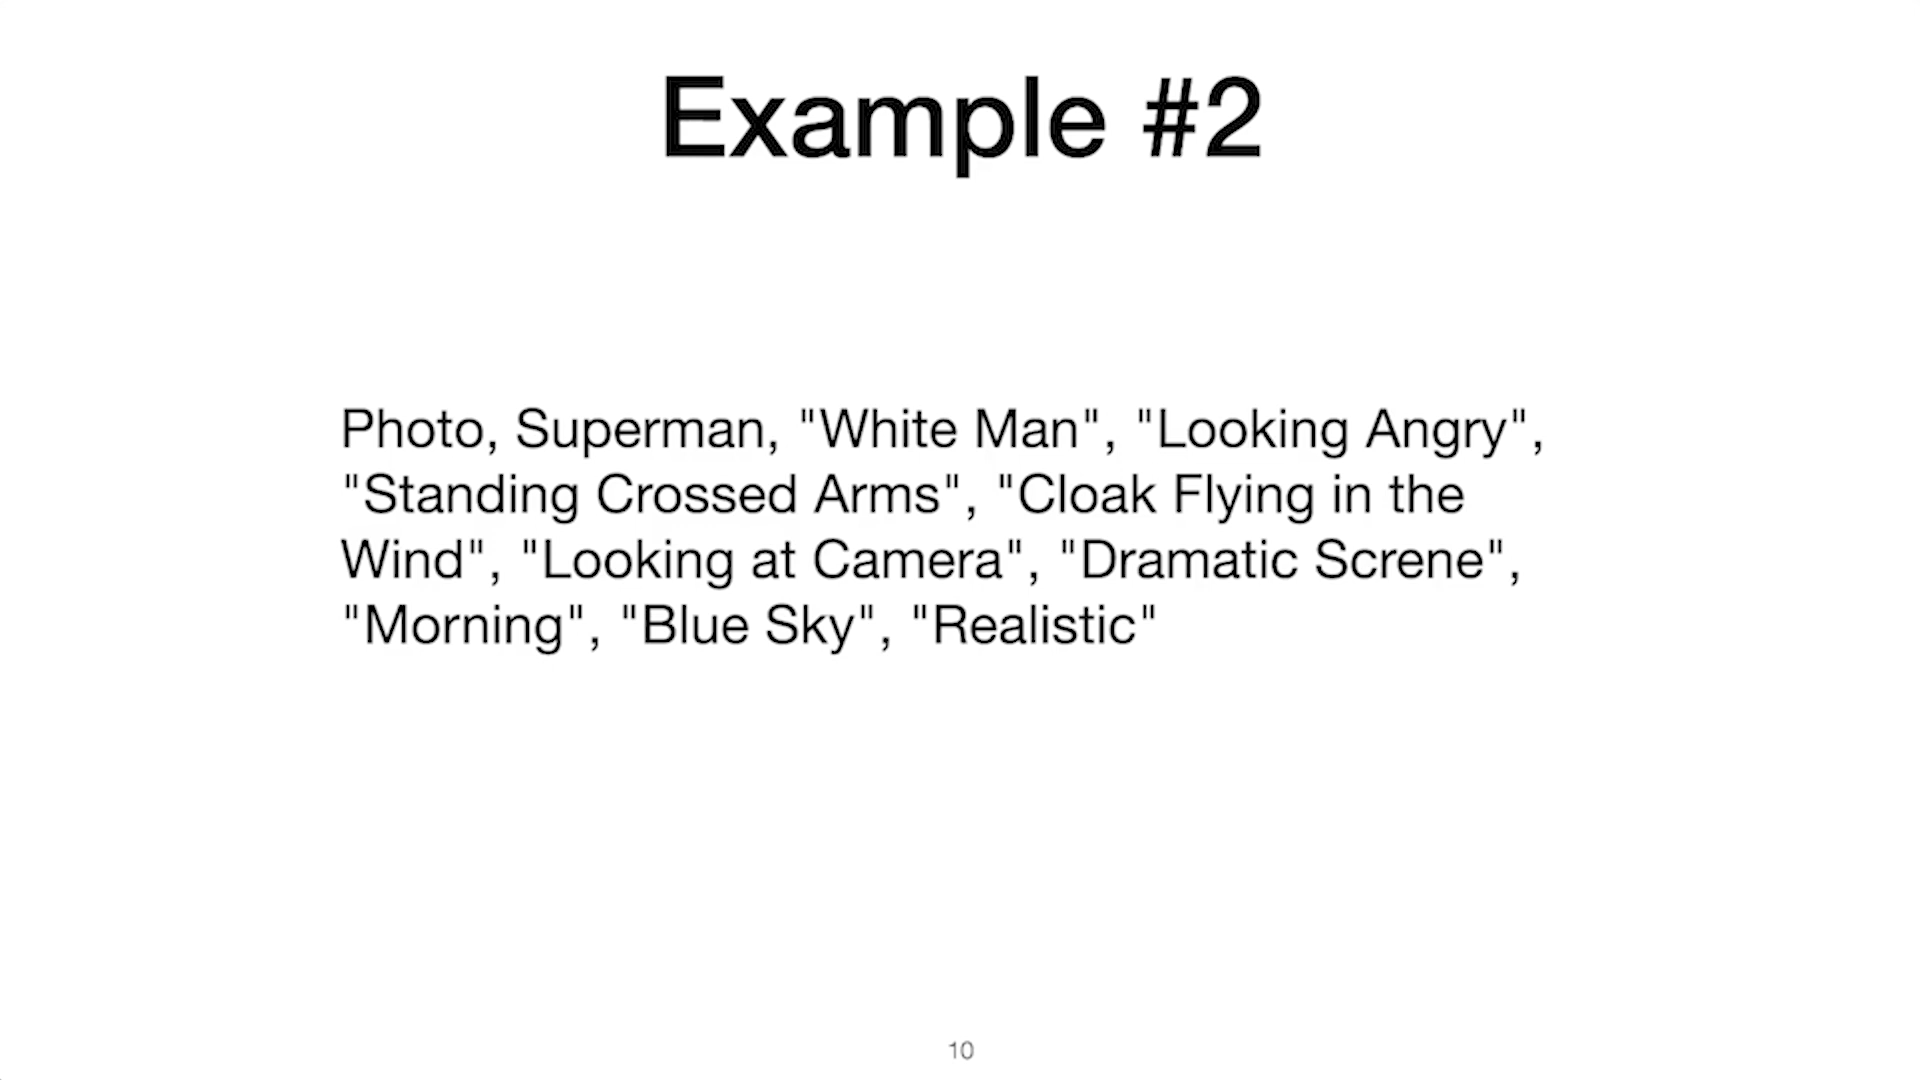 Example #2
Photo, Superman, "White Man", "Looking Angry",
"Standing Crossed Arms", "Cloak Flying in the
Wind", "Looking at Camera", "Dramatic Screne",
"Morning", "Blue Sky", "Realistic"
10